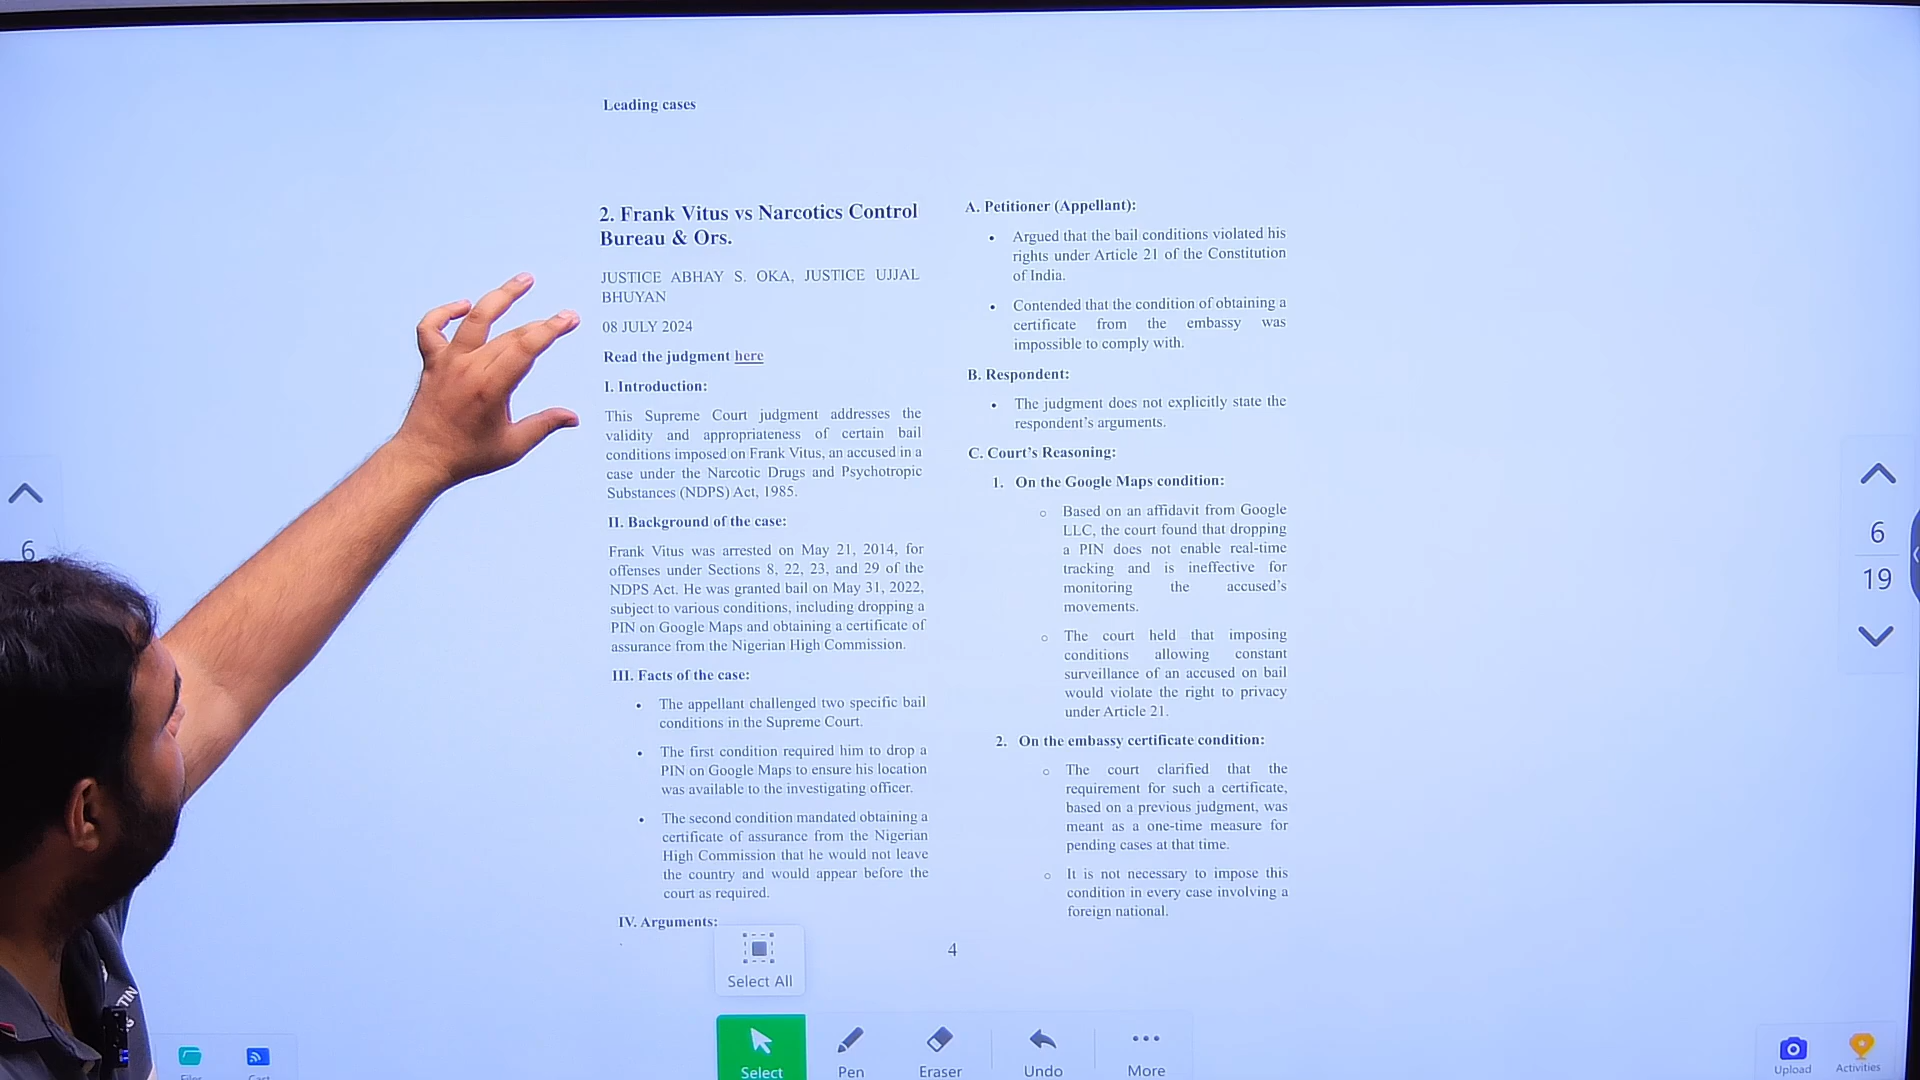 Leading cases
2. Frank Vitus vs Narcotics Control
Bureau & Ors.
JUSTICE ABHAY S. OKA, JUSTICE UJJAL
BHUYAN
08 JULY 2024
Read the judgment here
I. Introduction:
This Supreme Court judgment addresses the
validity and appropriateness of certain bail
conditions imposed on Frank Vitus, an accused in a
case under the Narcotic Drugs and Psychotropic
Substances (NDPS) Act, 1985.
II. Background of the case:
Frank Vitus was arrested on May 21, 2014, for
offenses under Sections 8, 22, 23, and 29 of the
NDPS Act. He was granted bail on May 31, 2022,
subject to various conditions, including dropping a
PIN on Google Maps and obtaining a certificate of
assurance from the Nigerian High Commission.
III. Facts of the case:
• The appellant challenged two specific bail
conditions in the Supreme Court.
• The first condition required him to drop a
PIN on Google Maps to ensure his location
was available to the investigating officer.
• The second condition mandated obtaining a
certificate of assurance from the Nigerian
High Commission that he would not leave
the country and would appear before the
court as required.
IV. Arguments:
A. Petitioner (Appellant):
• Argued that the bail conditions violated his
rights under Article 21 of the Constitution
of India.
• Contended that the condition of obtaining a
certificate from the embassy was
impossible to comply with.
B. Respondent:
• The judgment does not explicitly state the
respondent's arguments.
C. Court's Reasoning:
1. On the Google Maps condition:
○ Based on an affidavit from Google
LLC, the court found that dropping
a PIN does not enable real-time
tracking and is ineffective for
monitoring the accused's
movements.
○ The court held that imposing
conditions allowing constant
surveillance of an accused on bail
would violate the right to privacy
under Article 21.
2. On the embassy certificate condition:
○ The court clarified that the
requirement for such a certificate,
based on a previous judgment, was
meant as a one-time measure for
pending cases at that time.
○ It is not necessary to impose this
condition in every case involving a
foreign national.
4
6
6
19
Select All
Select
Pen
Eraser
Undo
More
Upload
Activities